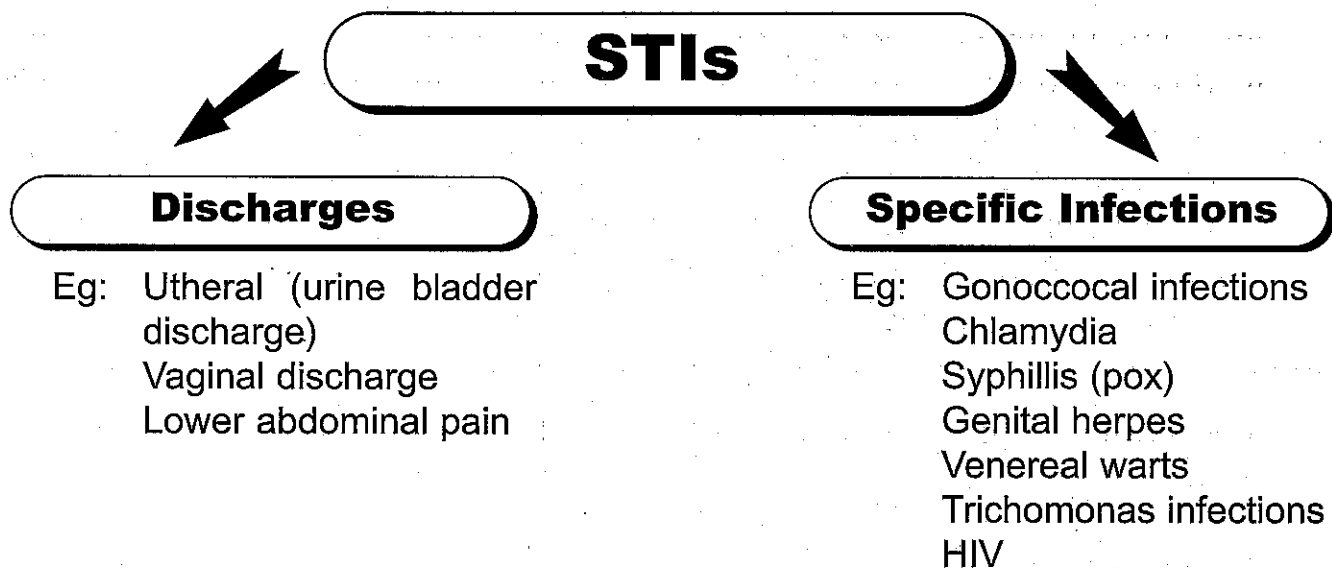 STIs
Discharges
Eg: Utheral (urine bladder
discharge)
Vaginal discharge
Lower abdominal pain
Specific Infections
Eg: Gonoccocal infections
Chlamydia
Syphillis (pox)
Genital herpes
Venereal warts
Trichomonas infections
HIV